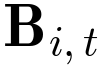 B_{i, t}